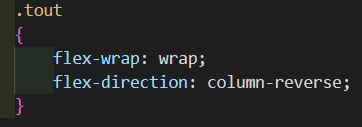 .tout
{
    flex-wrap: wrap;
    flex-direction: column-reverse;
}